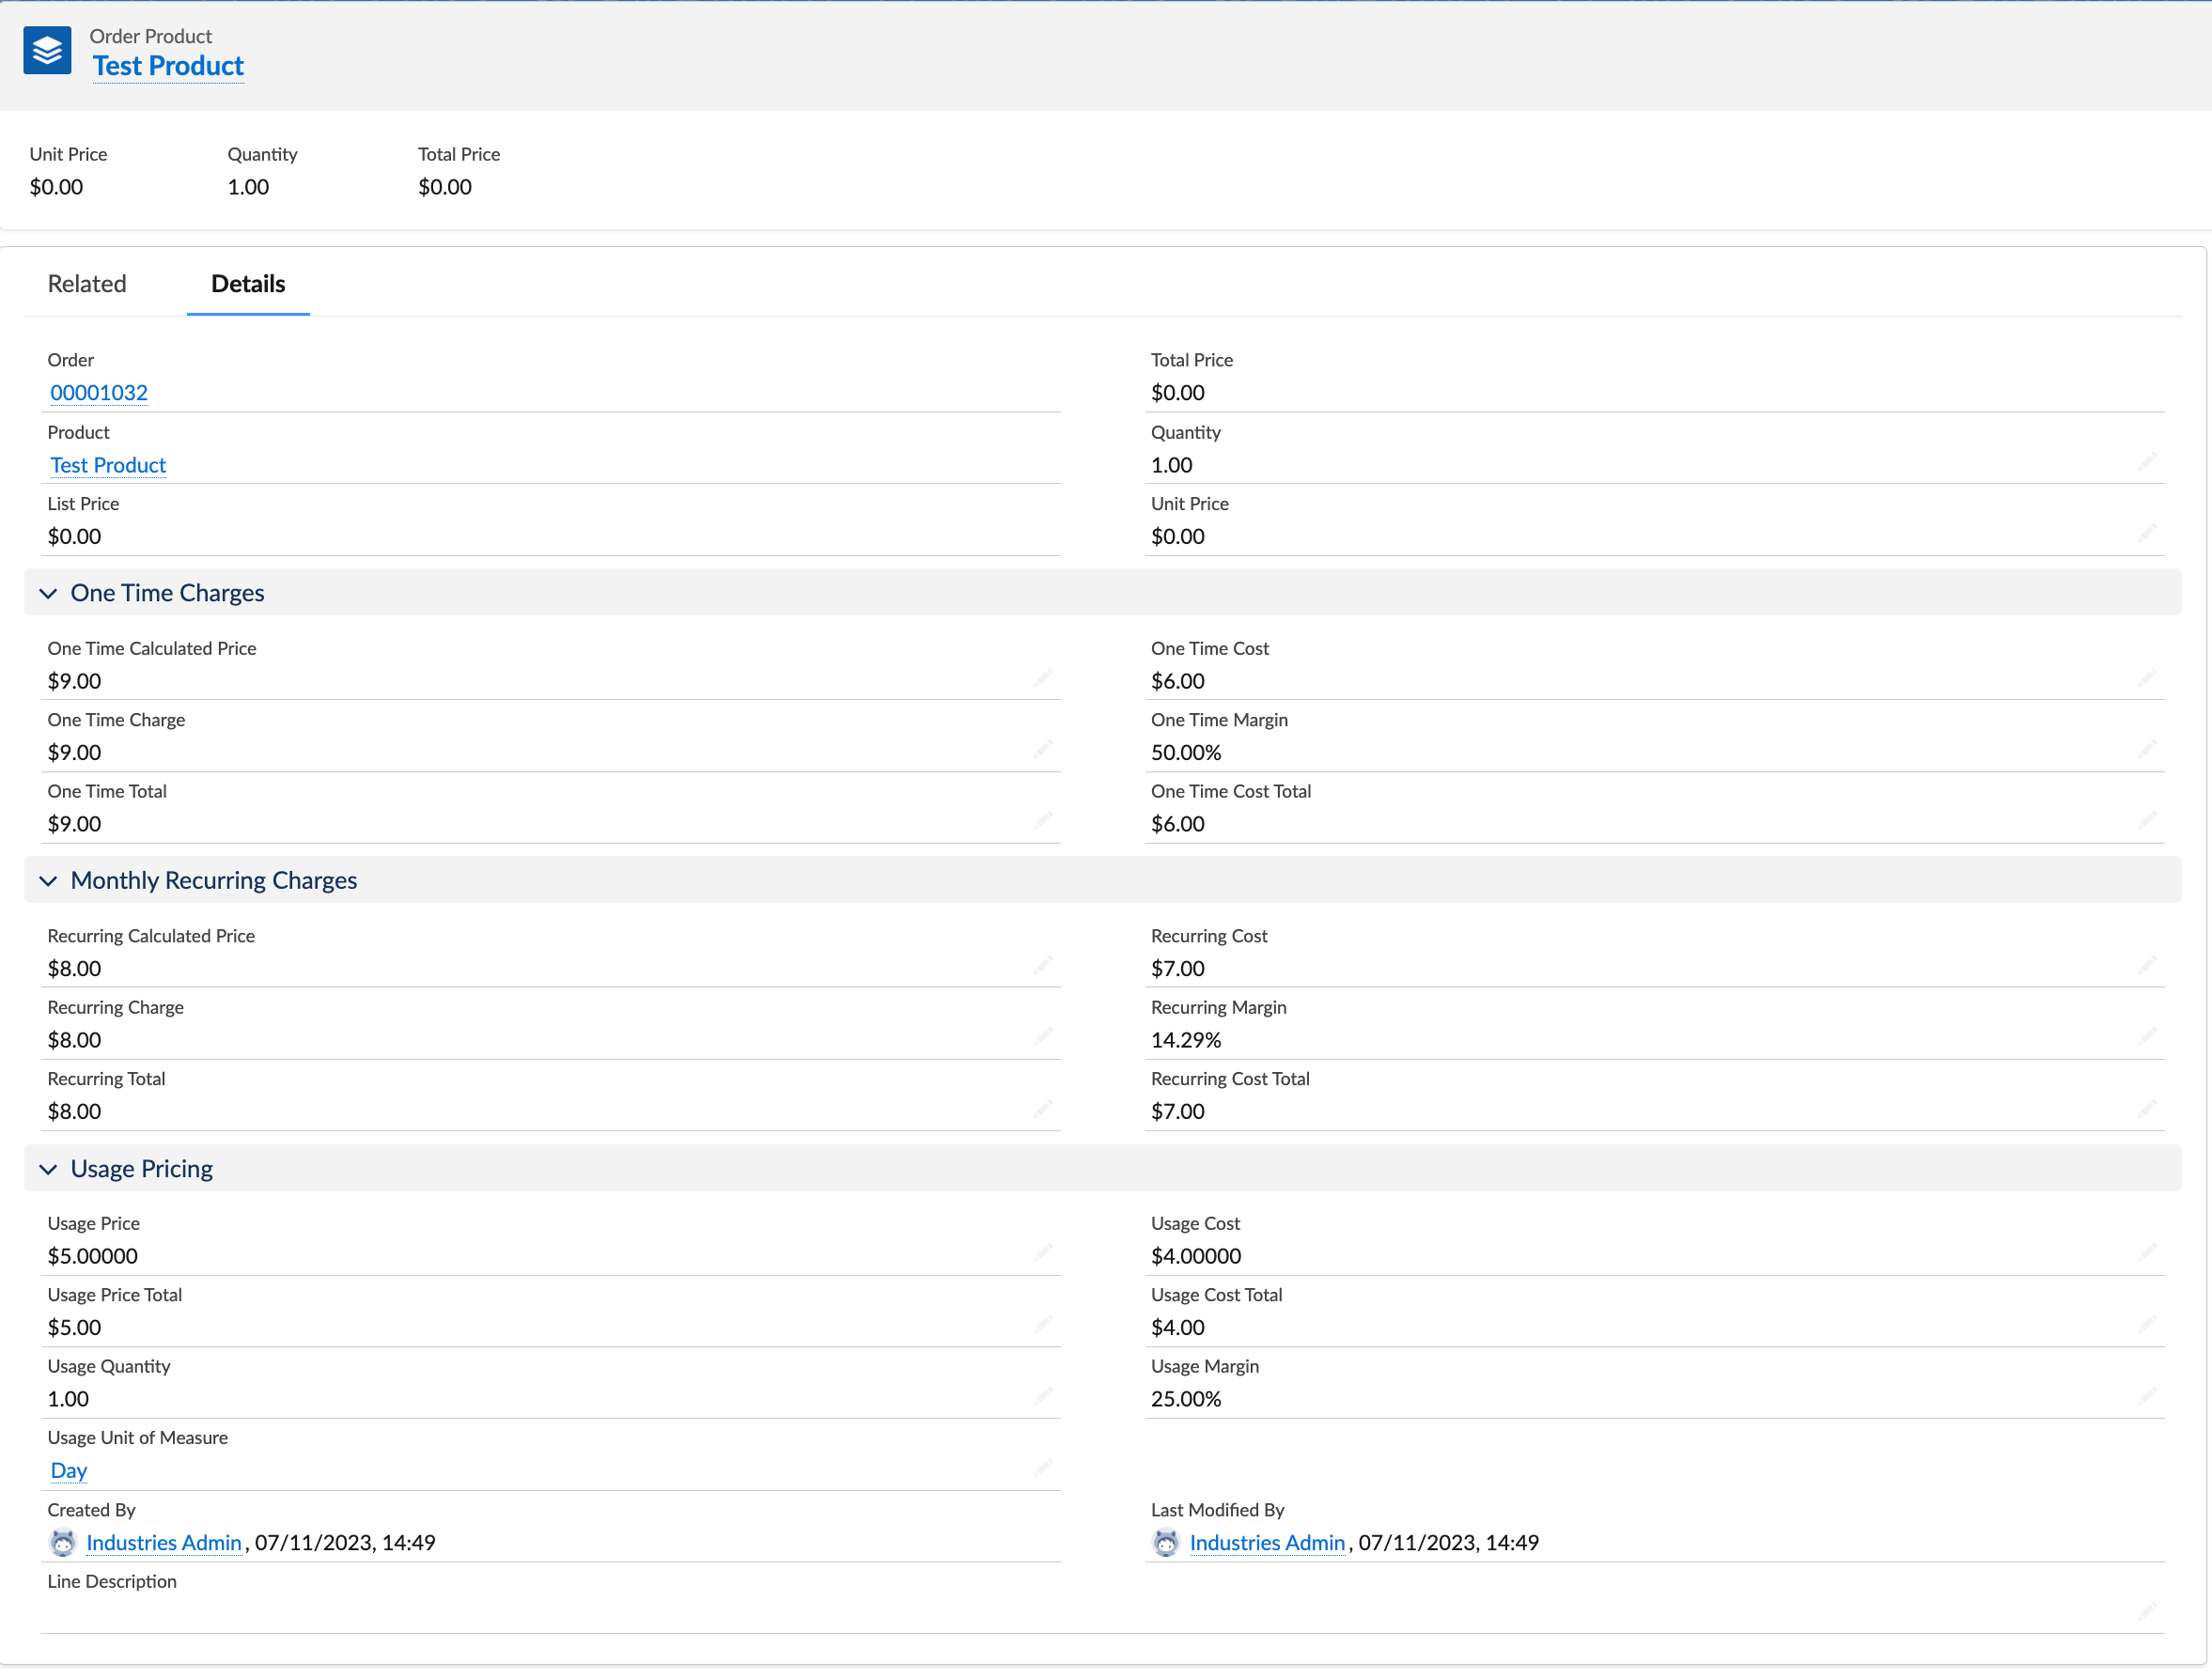 Order Product
Test Product
Unit Price Quantity Total Price
$0.00 1.00 $0.00
Related Details
Order Total Price
00001032 $0.00
Product Quantity
Test Product 1.00
List Price Unit Price
$0.00 $0.00
One Time Charges
One Time Calculated Price One Time Cost
$9.00 $6.00
One Time Charge One Time Margin
$9.00 50.00%
One Time Total One Time Cost Total
$9.00 $6.00
Monthly Recurring Charges
Recurring Calculated Price Recurring Cost
$8.00 $7.00
Recurring Charge Recurring Margin
$8.00 14.29%
Recurring Total Recurring Cost Total
$8.00 $7.00
Usage Pricing
Usage Price Usage Cost
$5.00000 $4.00000
Usage Price Total Usage Cost Total
$5.00 $4.00
Usage Quantity Usage Margin
1.00 25.00%
Usage Unit of Measure
Day
Created By Last Modified By
Industries Admin, 07/11/2023, 14:49 Industries Admin, 07/11/2023, 14:49
Line Description